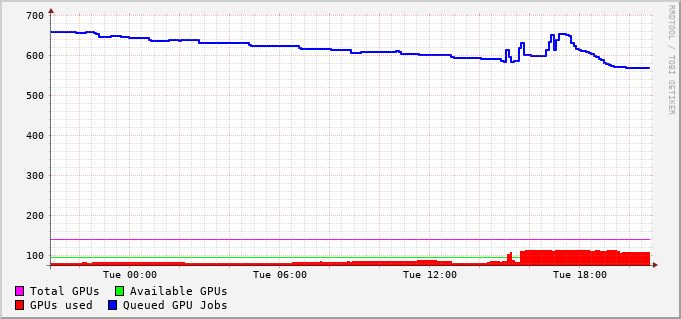 700
600
500
400
300
200
100
Tue 00:00 Tue 06:00 Tue 12:00 Tue 18:00
Total GPUs Available GPUs
GPUs used Queued GPU Jobs
RRDTOOL / TOBI OETIKER